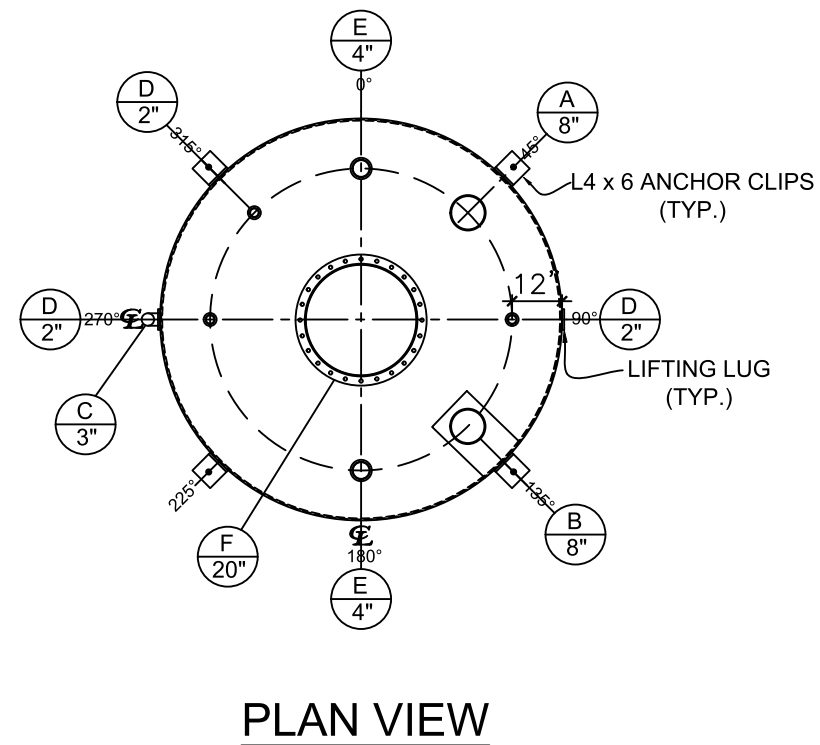 E
4"
0°
D
2"
315°
A
8"
45°
L4 x 6 ANCHOR CLIPS
(TYP.)
12"
D
2"
270°
℄
90°
D
2"
LIFTING LUG
(TYP.)
C
3"
225°
135°
F
20"
℄
180°
B
8"
E
4"
PLAN VIEW